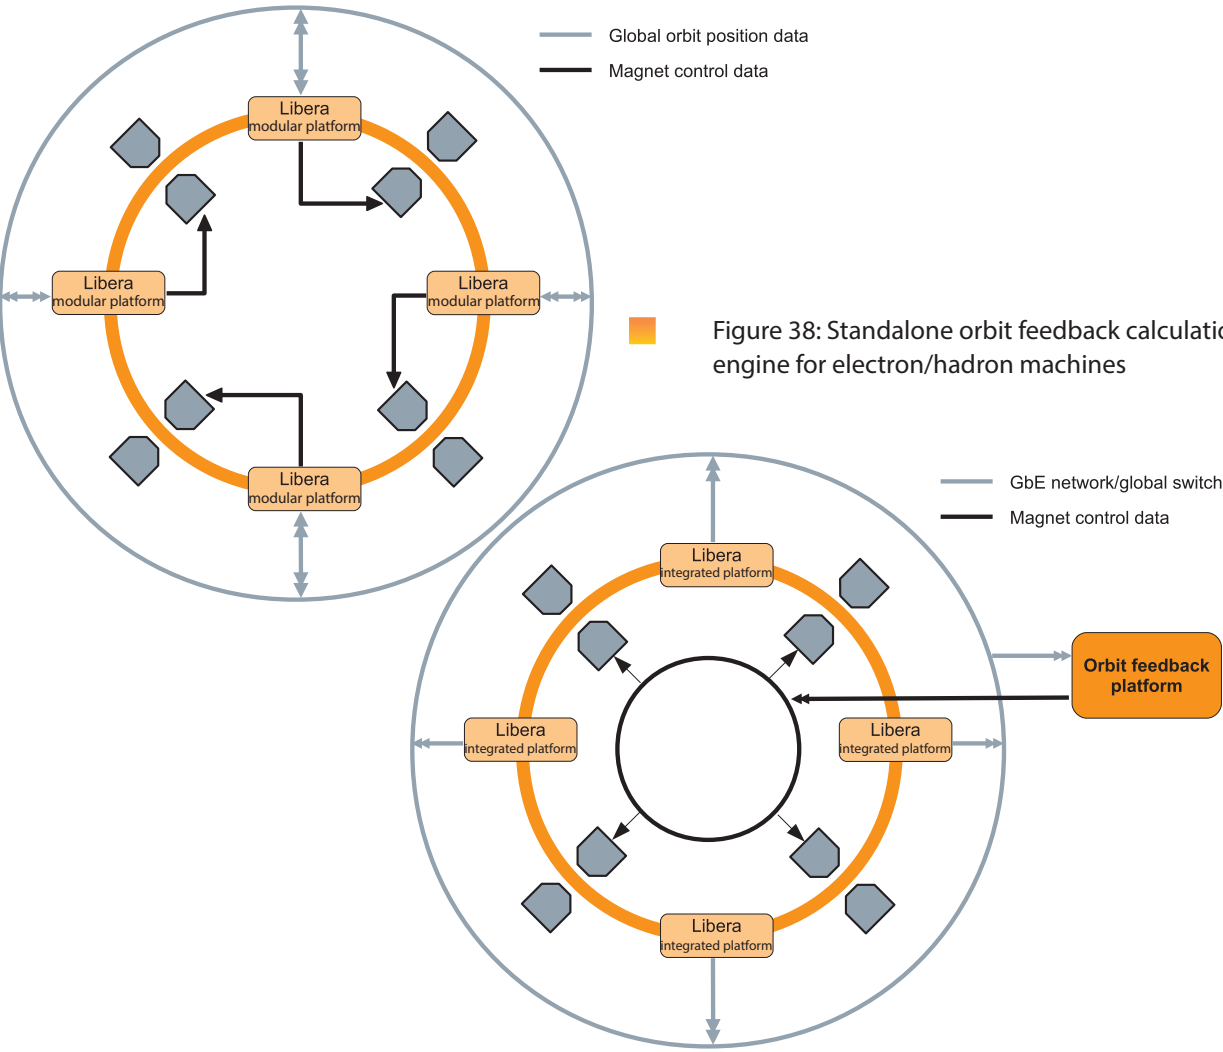 Global orbit position data
Magnet control data
Libera
modular platform
Libera
modular platform
Libera
modular platform
Libera
modular platform
Figure 38: Standalone orbit feedback
engine for electron/hadron machines
GbE network/global switch
Magnet control data
Libera
integrated platform
Orbit feedback
platform
Libera
integrated platform
Libera
integrated platform
Libera
integrated platform